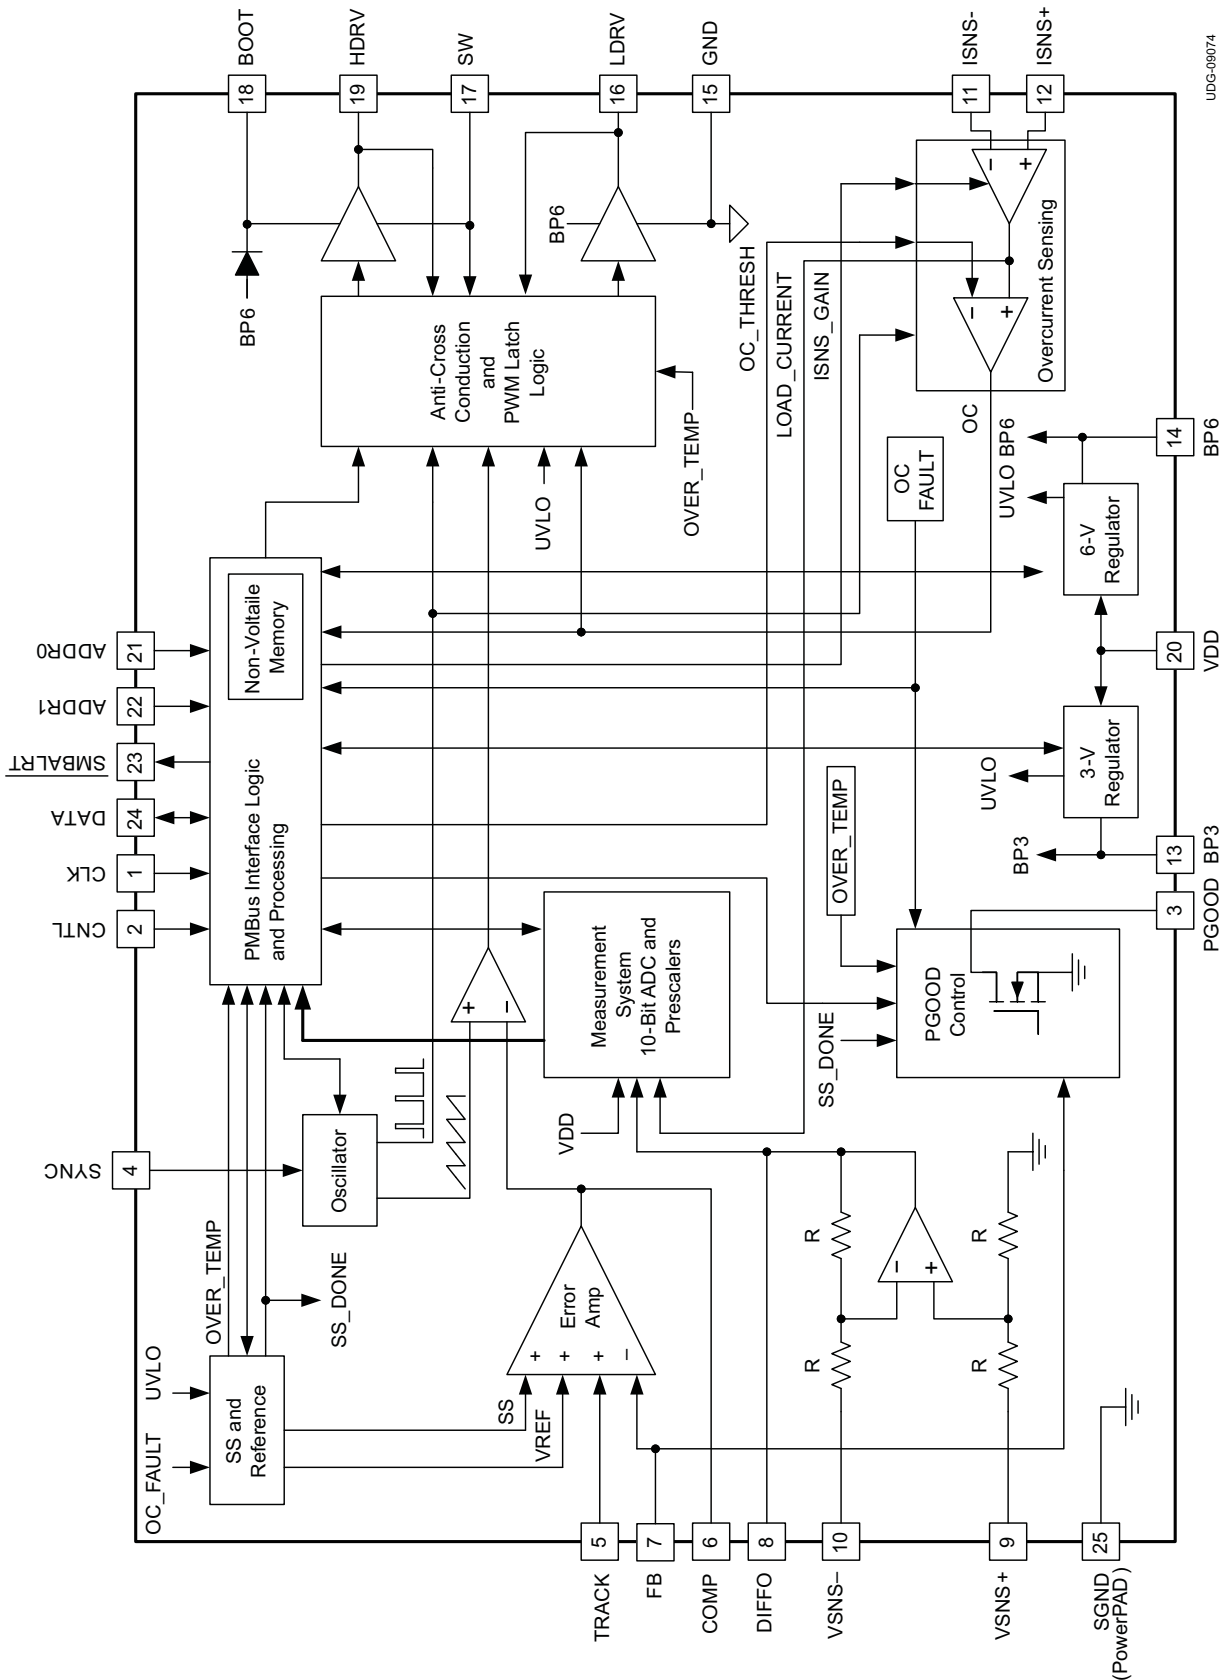 UDG-09074
BOOT
HDRV
SW
LDRV
GND
ISNS-
ISNS+
18
19
17
16
15
11
12
BP6
BP6
Anti-Cross
Conduction
and
PWM Latch
Logic
UVLO
OVER_TEMP
OC_THRESH
LOAD_CURRENT
ISNS_GAIN
–
+
–
+
Overcurrent Sensing
OC
OC
FAULT
UVLO
BP6
14
BP6
6-V
Regulator
20
VDD
3-V
Regulator
UVLO
BP3
13
BP3
3
PGOOD
ADDR0
21
ADDR1
22
SMBALRT
23
DATA
24
CLK
1
CNTL
2
Non-Voltaile
Memory
PMBus Interface Logic
and Processing
+
–
Measurement
System
10-Bit ADC and
Prescalers
VDD
OVER_TEMP
SS_DONE
PGOOD
Control
SYNC
4
Oscillator
OVER_TEMP
SS_DONE
UVLO
OC_FAULT
SS and
Reference
SS
VREF
+
+
+
–
Error
Amp
R
R
–
+
R
R
5
7
6
8
10
9
25
TRACK
FB
COMP
DIFFO
VSNS–
VSNS+
SGND
(PowerPAD)